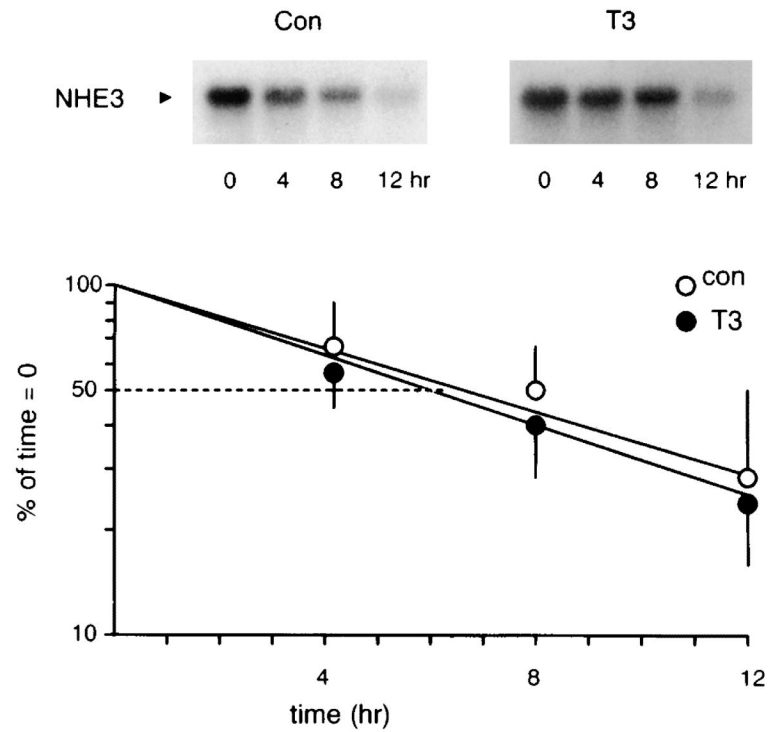 Con T3
NHE3
0 4 8 12 hr 0 4 8 12 hr
100
50
10
% of time = 0
con
T3
4 8 12
time (hr)